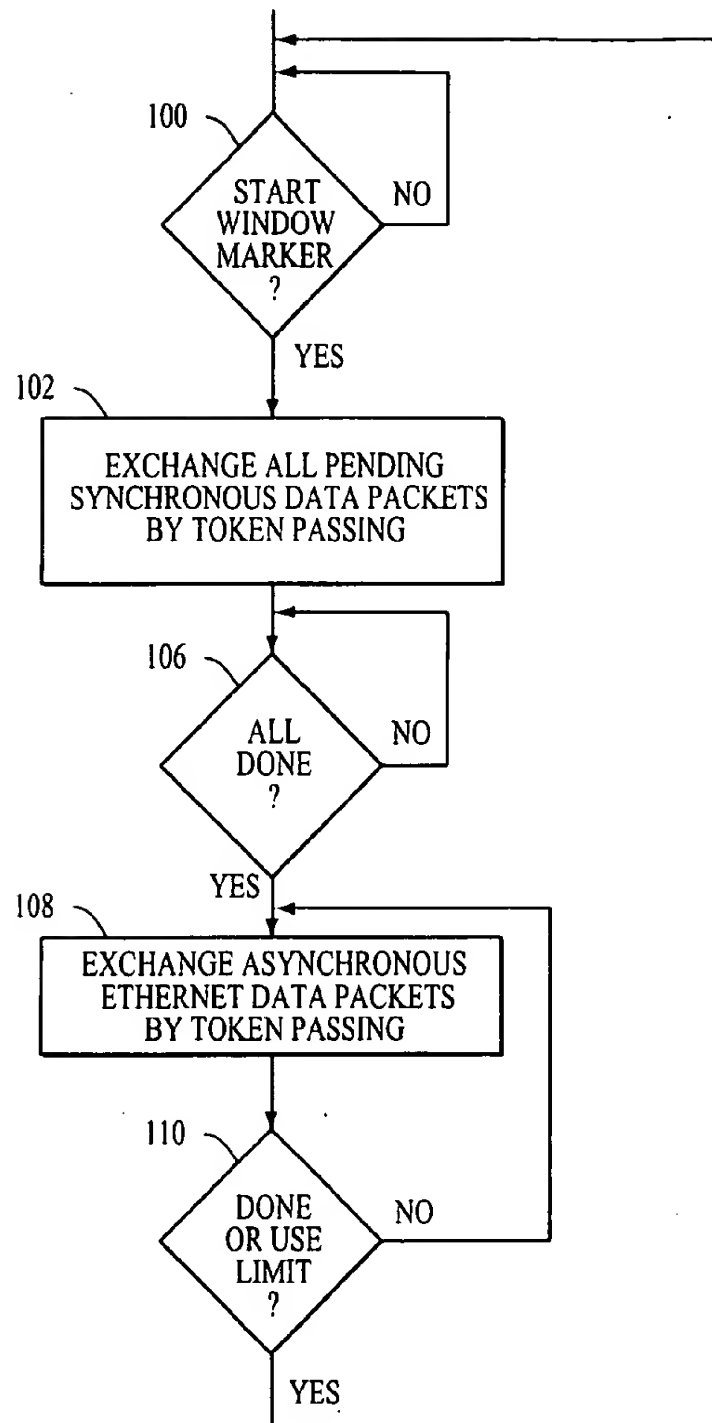 100
START
WINDOW
MARKER
?
NO
YES
102
EXCHANGE ALL PENDING
SYNCHRONOUS DATA PACKETS
BY TOKEN PASSING
106
ALL
DONE
?
NO
YES
108
EXCHANGE ASYNCHRONOUS
ETHERNET DATA PACKETS
BY TOKEN PASSING
110
DONE
OR USE
LIMIT
?
NO
YES